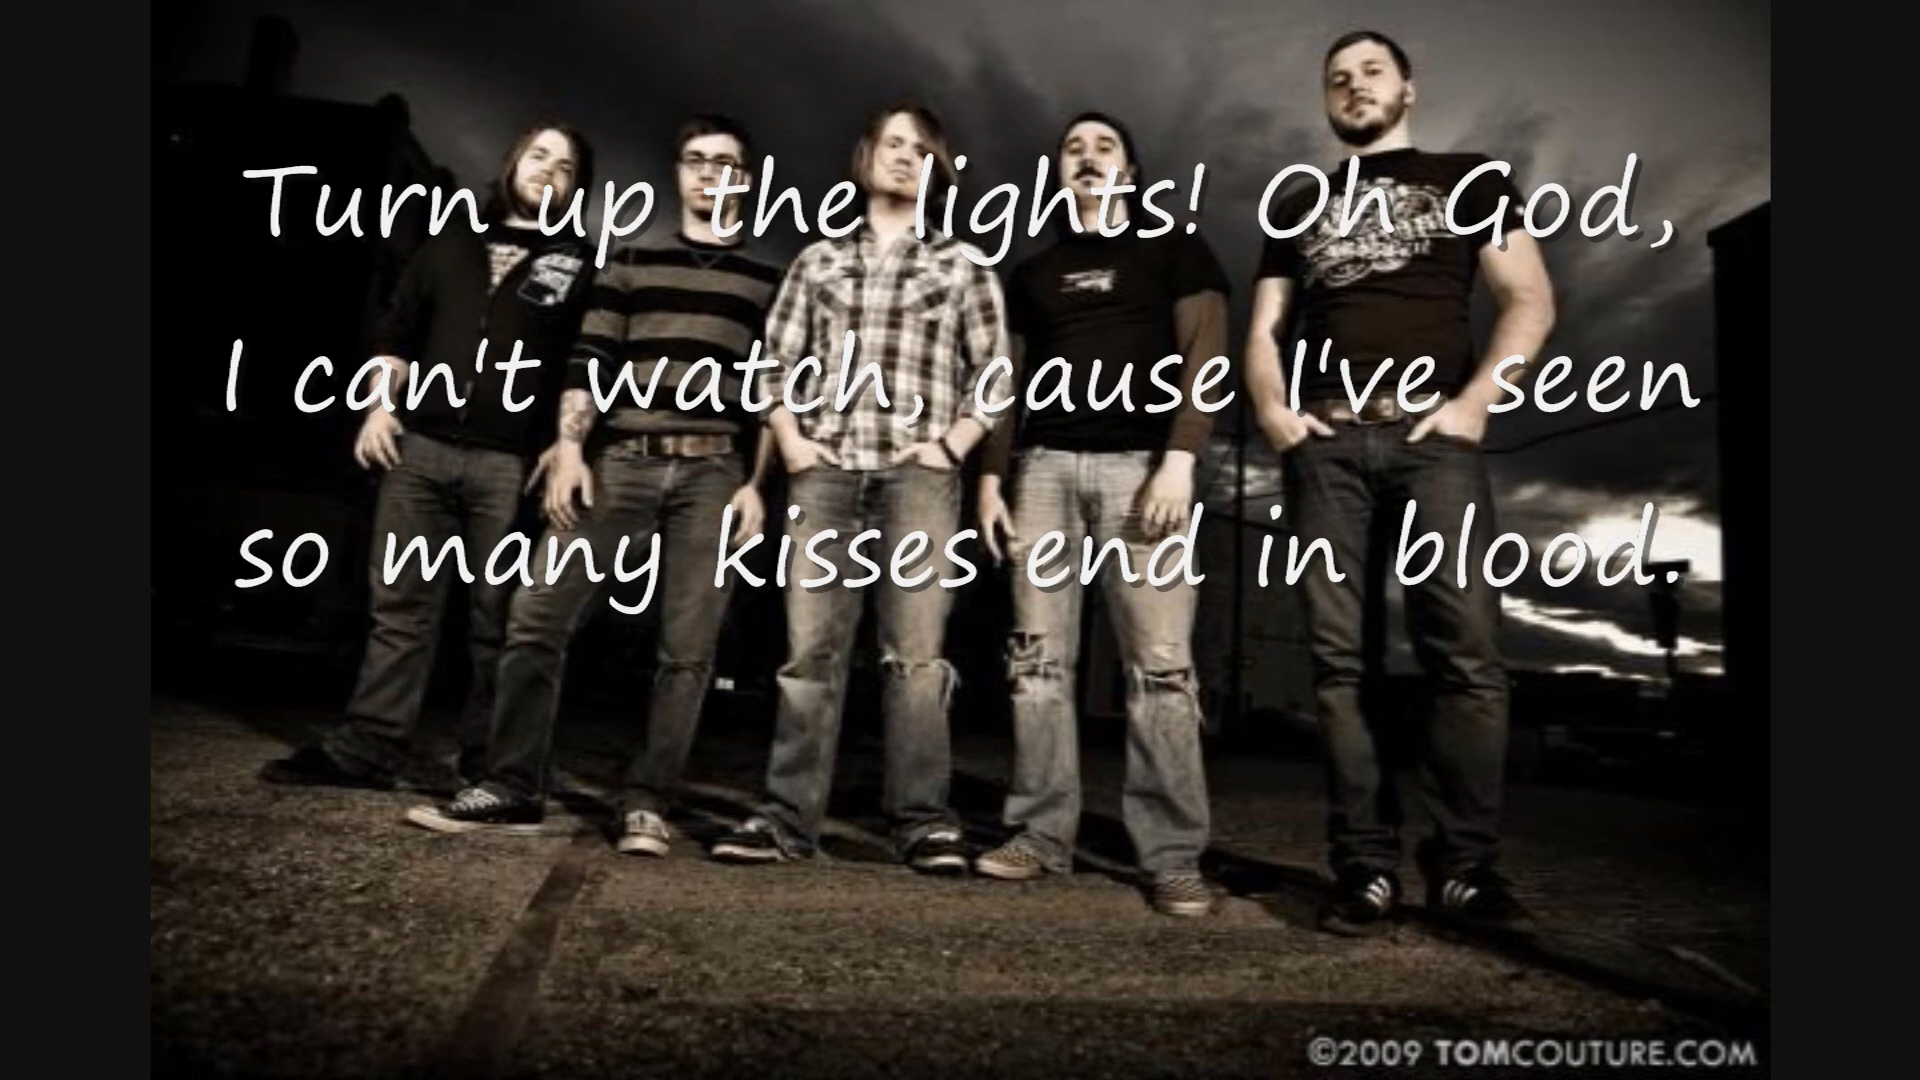 Turn up the lights! Oh God,
I can't watch, cause I've seen
so many kisses end in blood.
©2009 TOMCOUTURE.COM